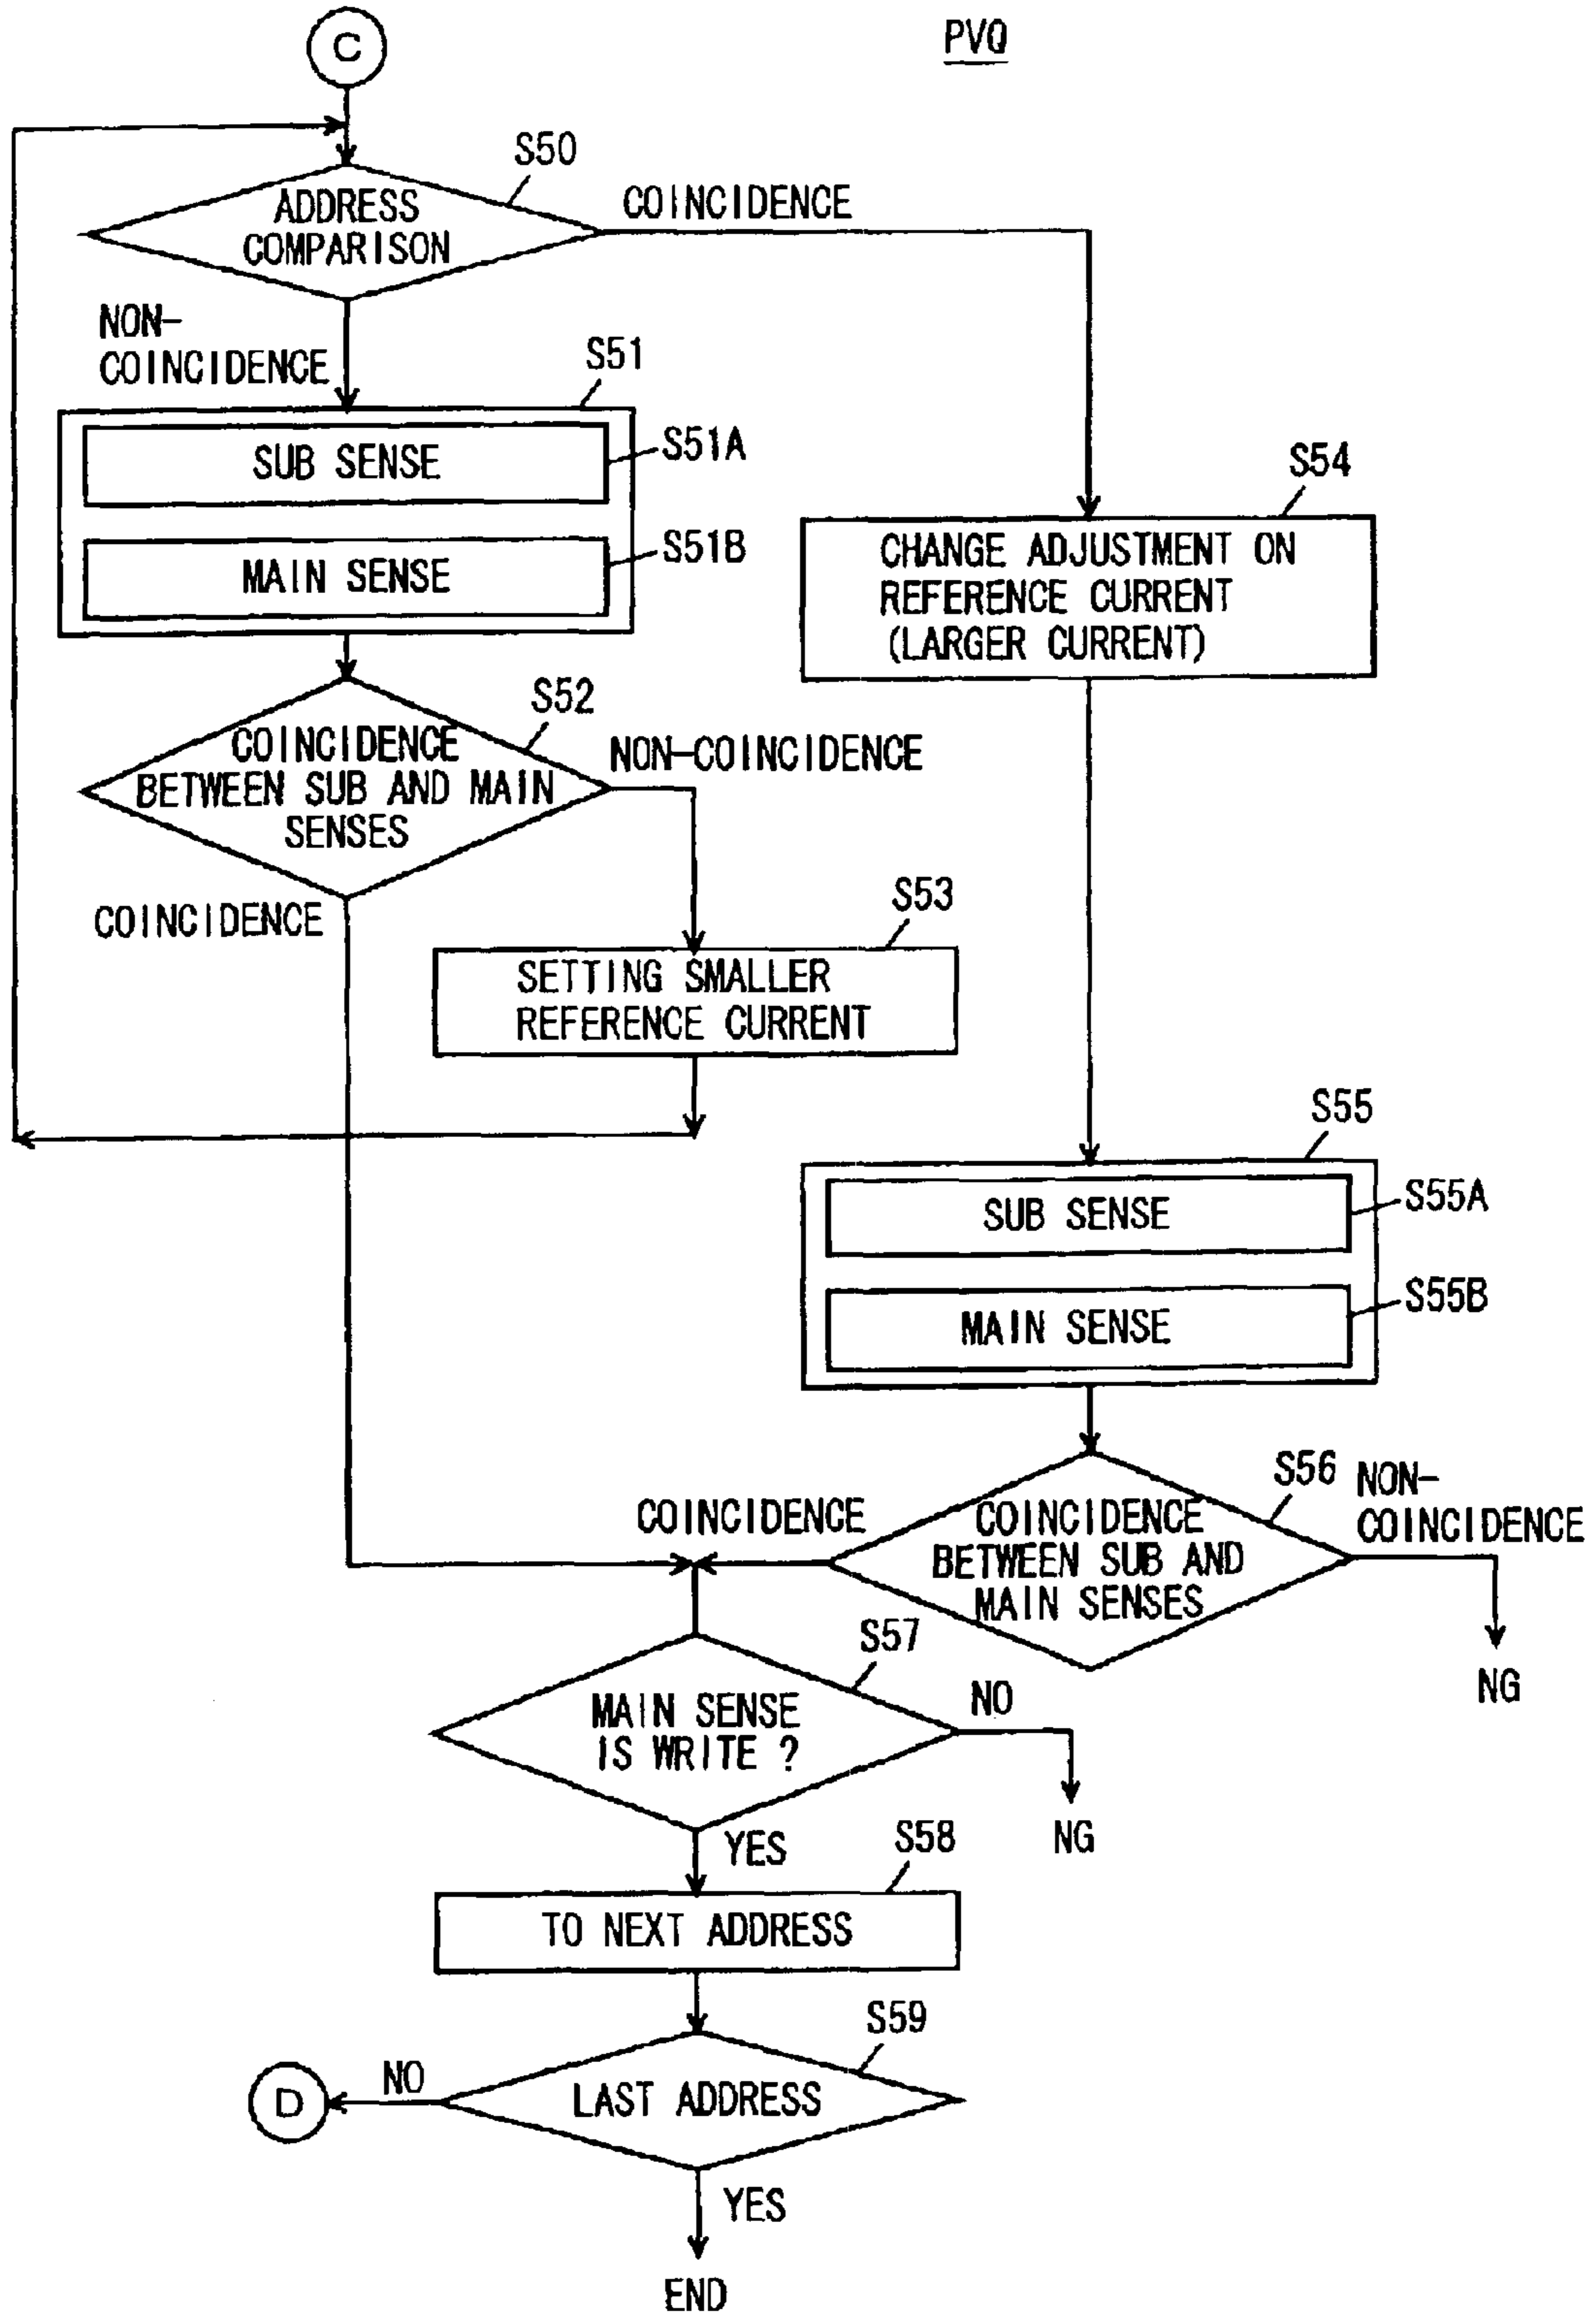 C
PVQ
S50
ADDRESS
COMPARISON
COINCIDENCE
NON-
COINCIDENCE
S51
SUB SENSE
S51A
MAIN SENSE
S51B
S54
CHANGE ADJUSTMENT ON
REFERENCE CURRENT
(LARGER CURRENT)
S52
COINCIDENCE
BETWEEN SUB AND MAIN
SENSES
NON-COINCIDENCE
COINCIDENCE
S53
SETTING SMALLER
REFERENCE CURRENT
S55
SUB SENSE
S55A
MAIN SENSE
S55B
S56
COINCIDENCE
BETWEEN SUB AND
MAIN SENSES
COINCIDENCE
NON-
COINCIDENCE
NG
S57
MAIN SENSE
IS WRITE ?
NO
NG
YES
S58
TO NEXT ADDRESS
S59
LAST ADDRESS
NO
D
YES
END